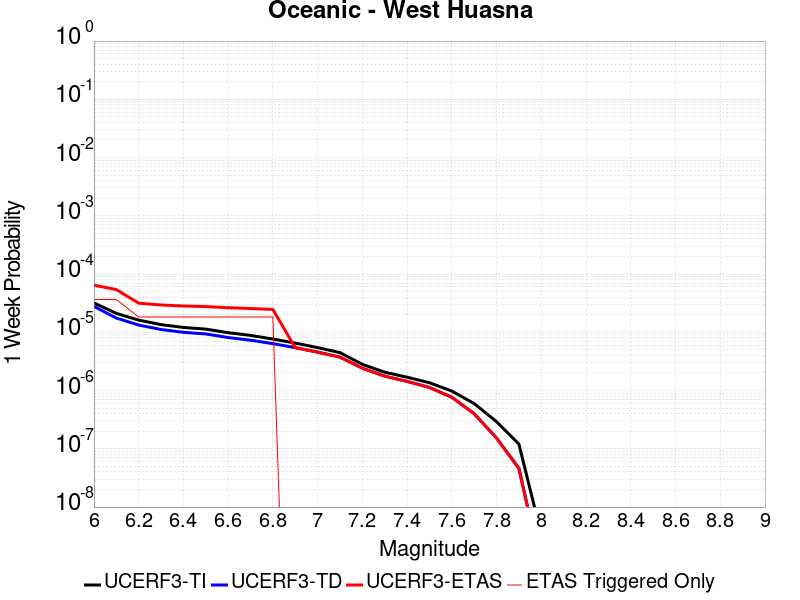 Oceanic - West Huasna
10^0
10^-1
10^-2
10^-3
10^-4
10^-5
10^-6
10^-7
10^-8
1 Week Probability
6 6.2 6.4 6.6 6.8 7 7.2 7.4 7.6 7.8 8 8.2 8.4 8.6 8.8 9
Magnitude
UCERF3-TI UCERF3-TD UCERF3-ETAS ETAS Triggered Only